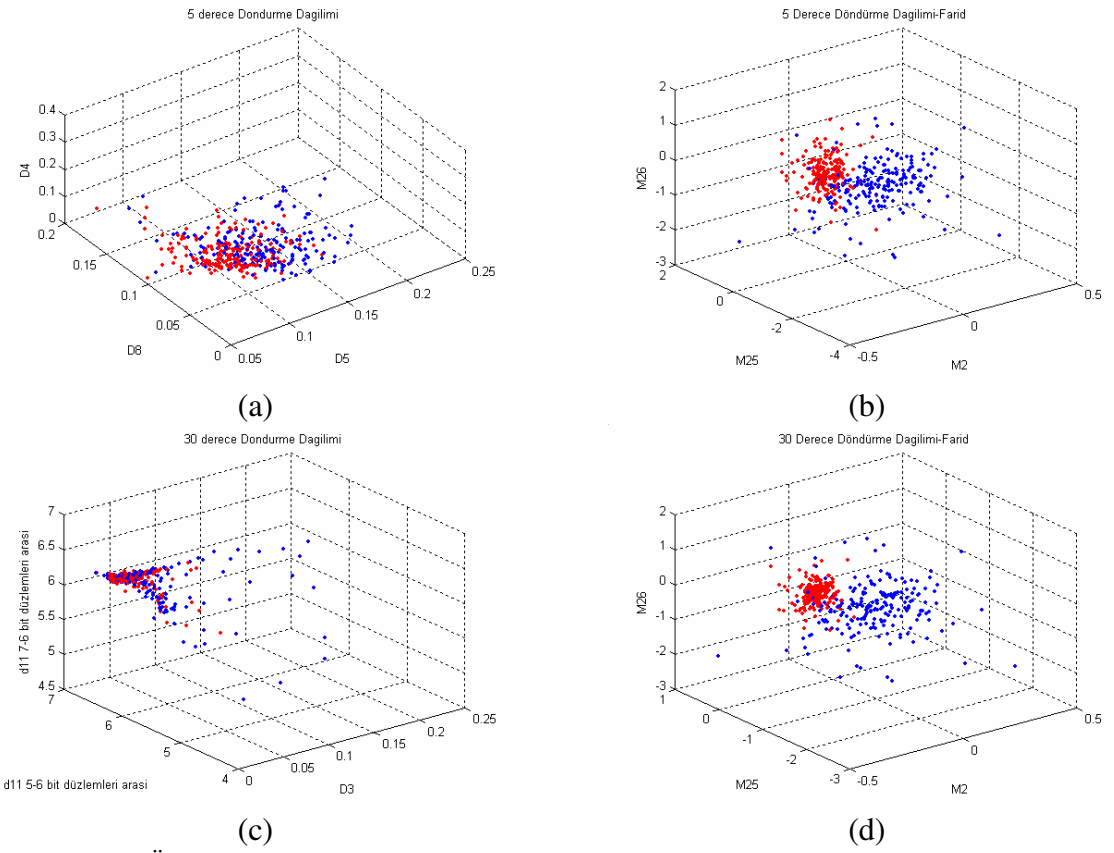 5 derece Dondurme Dagilimi
0.4
0.3
0.2
0.1
0
D4
0.2
0.15
0.1
0.05
0
D6
0.05
0.1
0.15
0.2
0.25
D5
(a)
5 Derece Döndürme Dagilimi-Farid
2
1
0
-1
-2
-3
M26
2
0
-2
-4
M25
-0.5
0
0.5
M2
(b)
30 derece Dondurme Dagilimi
7
6.5
6
5.5
5
4.5
d11 7-6 bit düzlemleri arasi
7
6
5
4
d11 5-6 bit düzlemleri arasi
0
0.05
0.1
0.15
0.2
0.25
D3
(c)
30 Derece Döndürme Dagilimi-Farid
2
1
0
-1
-2
-3
M26
1
0
-1
-2
-3
M25
-0.5
0
0.5
M2
(d)